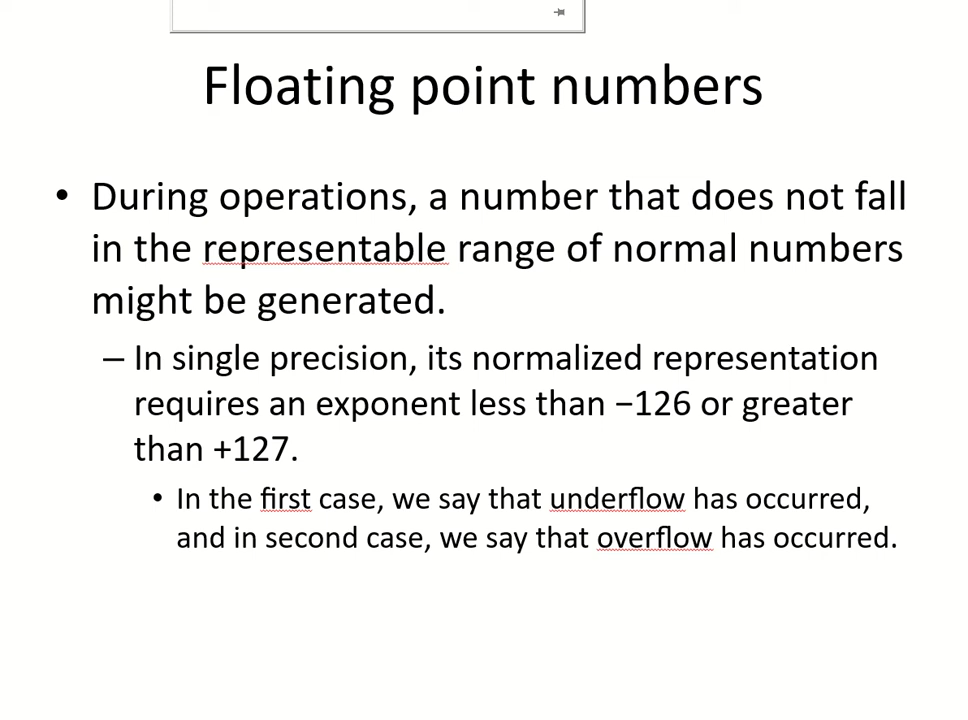 Floating point numbers
• During operations, a number that does not fall
in the representable range of normal numbers
might be generated.
– In single precision, its normalized representation
requires an exponent less than −126 or greater
than +127.
• In the first case, we say that underflow has occurred,
and in second case, we say that overflow has occurred.